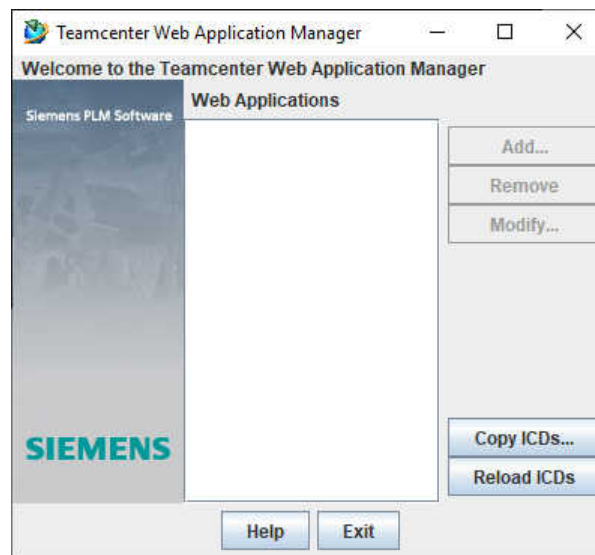 Teamcenter Web Application Manager
Welcome to the Teamcenter Web Application Manager
Siemens PLM Software
Web Applications
Add...
Remove
Modify...
SIEMENS
Copy ICDs...
Reload ICDs
Help Exit